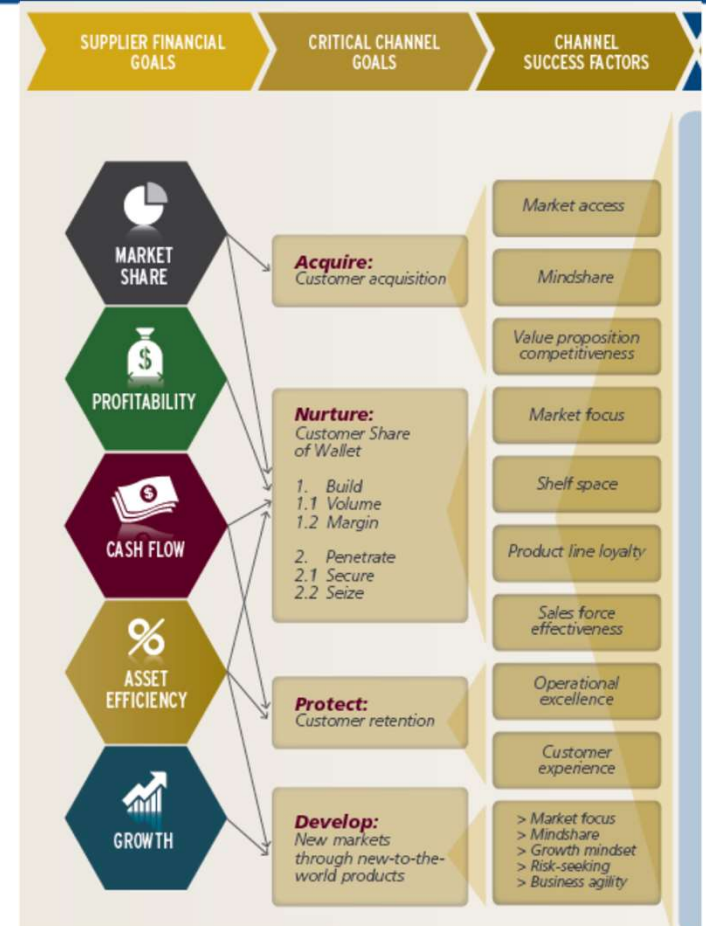 SUPPLIER FINANCIAL
GOALS
CRITICAL CHANNEL
GOALS
CHANNEL
SUCCESS FACTORS
MARKET
SHARE
PROFITABILITY
$
CASH FLOW
$
%
ASSET
EFFICIENCY
GROWTH
Acquire:
Customer acquisition
Nurture:
Customer Share
of Wallet
1. Build
1.1 Volume
1.2 Margin
2. Penetrate
2.1 Secure
2.2 Seize
Protect:
Customer retention
Develop:
New markets
through new-to-the-
world products
Market access
Mindshare
Value proposition
competitiveness
Market focus
Shelf space
Product line loyalty
Sales force
effectiveness
Operational
excellence
Customer
experience
> Market focus
> Mindshare
> Growth mindset
> Risk-seeking
> Business agility